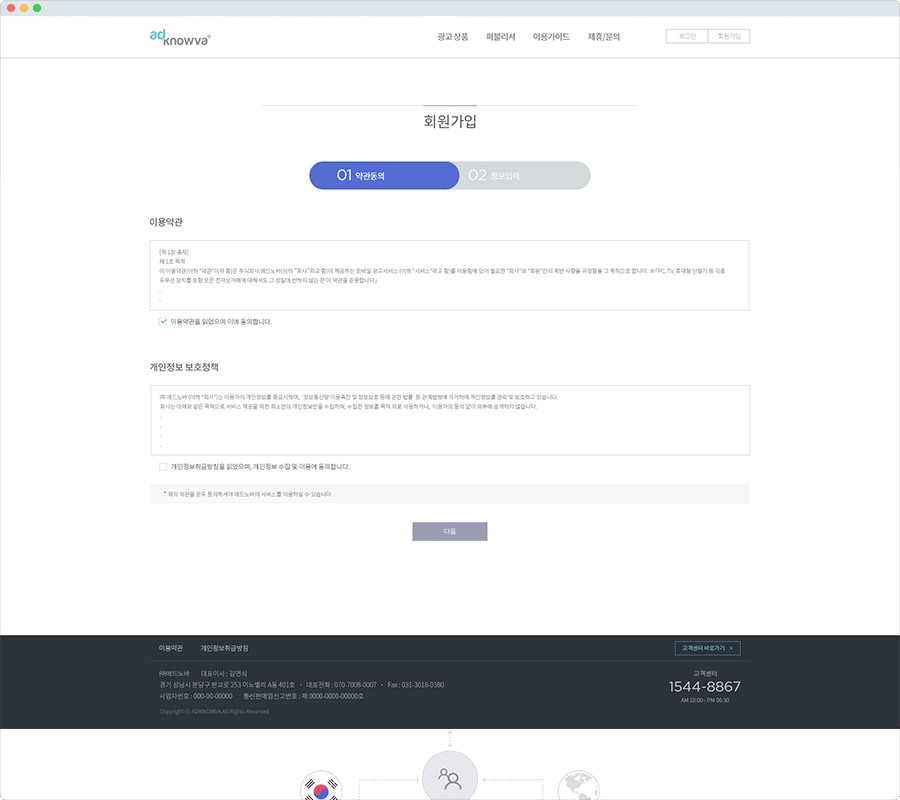 adknowva®
광고 상품 퍼블리셔 이용가이드 제휴/문의 로그인 회원가입
회원가입
01 약관동의 02 정보입력
이용약관
[제 1장 총칙]
제 1조 목적
이 이용약관(이하 "약관"이라 함)은 주식회사 애드노바(이하 "회사"라고 함)이 제공하는 모바일 광고서비스 (이하 "서비스"라고 함)를 이용함에 있어 필요한 "회사"와 "회원"간의 제반 사항을 규정함을 그 목적으로 합니다. ※「PC, TV, 휴대형 단말기 등 각종
유무선 장치를 포함 모든 전자상거래에 대해서도 그 성질에 반하지 않는 한 이 약관을 준용합니다」
이용약관을 읽었으며 이에 동의합니다.
개인정보 보호정책
㈜애드노바 (이하 "회사")는 이용자의 개인정보를 중요시하며, '정보통신망 이용촉진 및 정보보호 등에 관한 법률' 등 관계법령에 의거하여 개인정보를 관리 및 보호하고 있습니다.
회사는 아래와 같은 목적으로 서비스 제공을 위한 최소한의 개인정보만을 수집하며, 수집한 정보를 목적 외로 사용하거나, 이용자의 동의 없이 외부에 공개하지 않습니다.
개인정보취급방침을 읽었으며, 개인정보 수집 및 이용에 동의합니다.
* 위의 약관을 모두 동의하셔야 애드노바의 서비스를 이용하실 수 있습니다.
다음
이용약관 개인정보취급방침 고객센터 바로가기 >
㈜애드노바 대표이사 : 김연식
경기 성남시 분당구 판교로 253 이노밸리 A동 401호 · 대표전화 : 070-7008-0007 · Fax : 031-3018-0380
사업자번호 : 000-00-00000 통신판매업신고번호 : 제 0000-0000-00000호
Copyright ⓒ ADKNOWVA All Rights Reserved
고객센터
1544-8867
AM 10:00~ PM 06:30